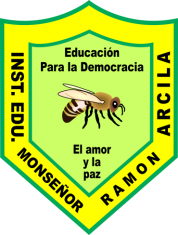 Educación
Para la Democracia
El amor
y la
paz
INST. EDU.
MONSEÑOR
RAMON
ARCILA